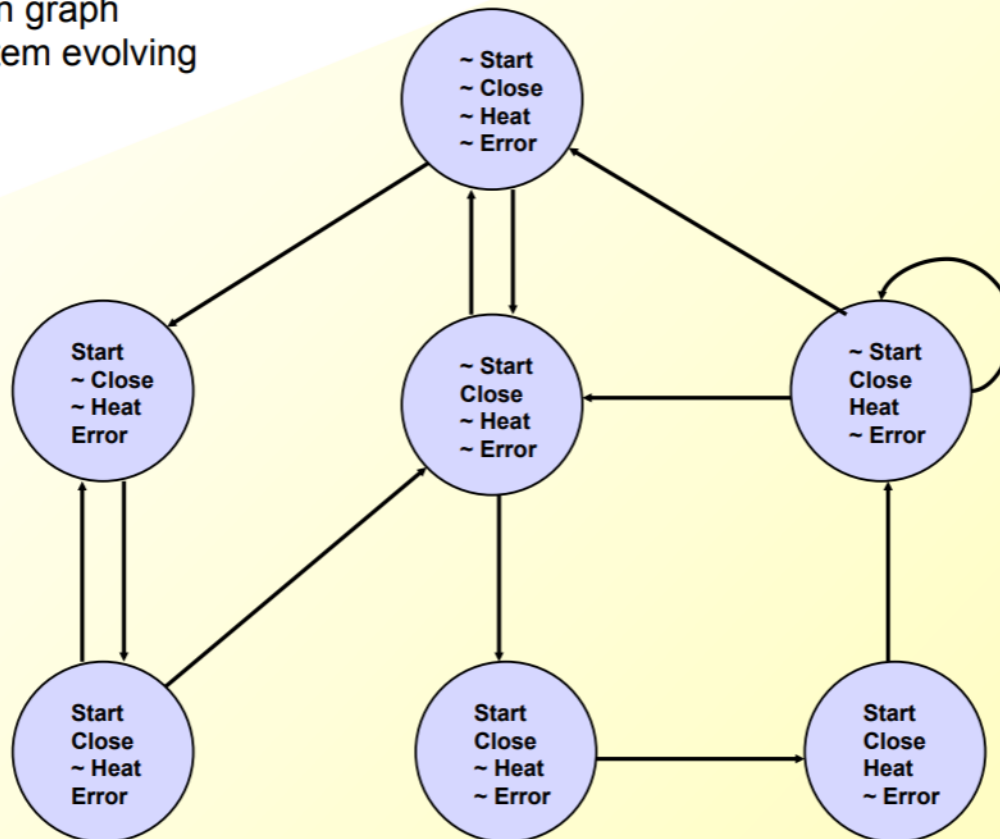 graph
evolving
~ Start
~ Close
~ Heat
~ Error
Start
~ Close
~ Heat
Error
~ Start
Close
~ Heat
~ Error
~ Start
Close
Heat
~ Error
Start
Close
~ Heat
Error
Start
Close
~ Heat
~ Error
Start
Close
Heat
~ Error